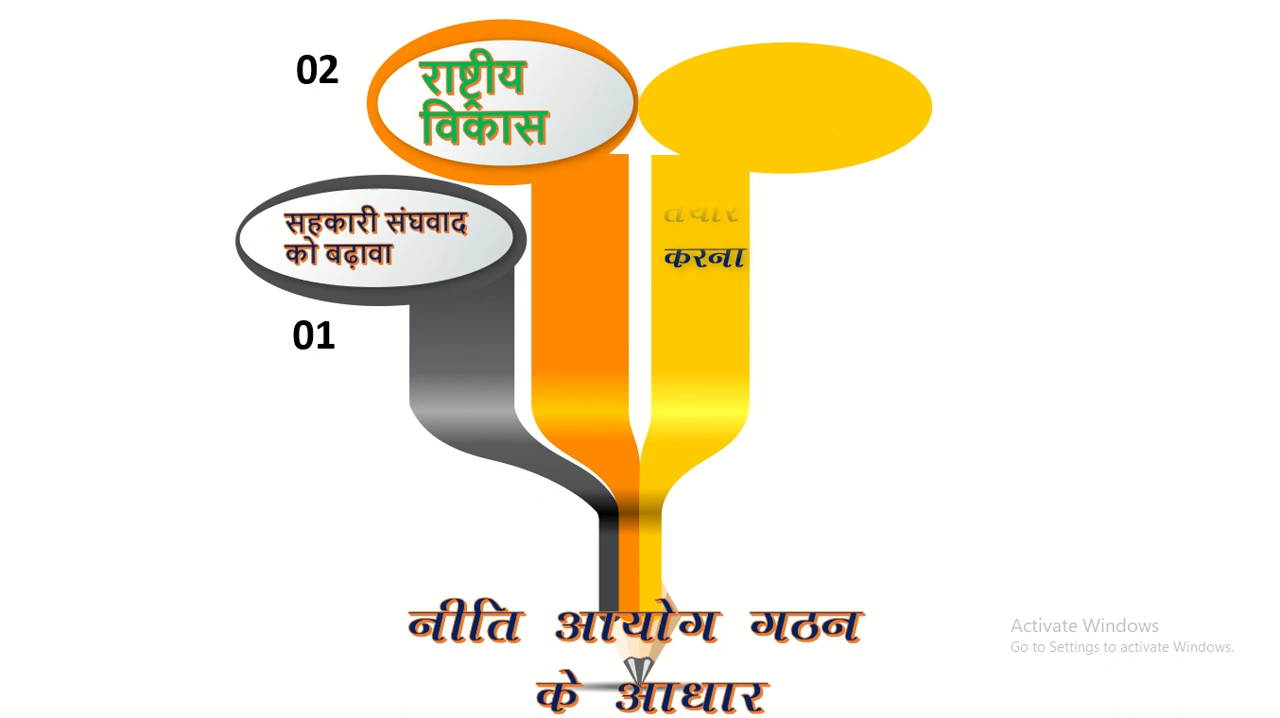 02
राष्ट्रीय
विकास
सहकारी संघवाद
को बढ़ावा
01
तैयार
करना
नीति आयोग गठन
के आधार
Activate Windows
Go to Settings to activate Windows.